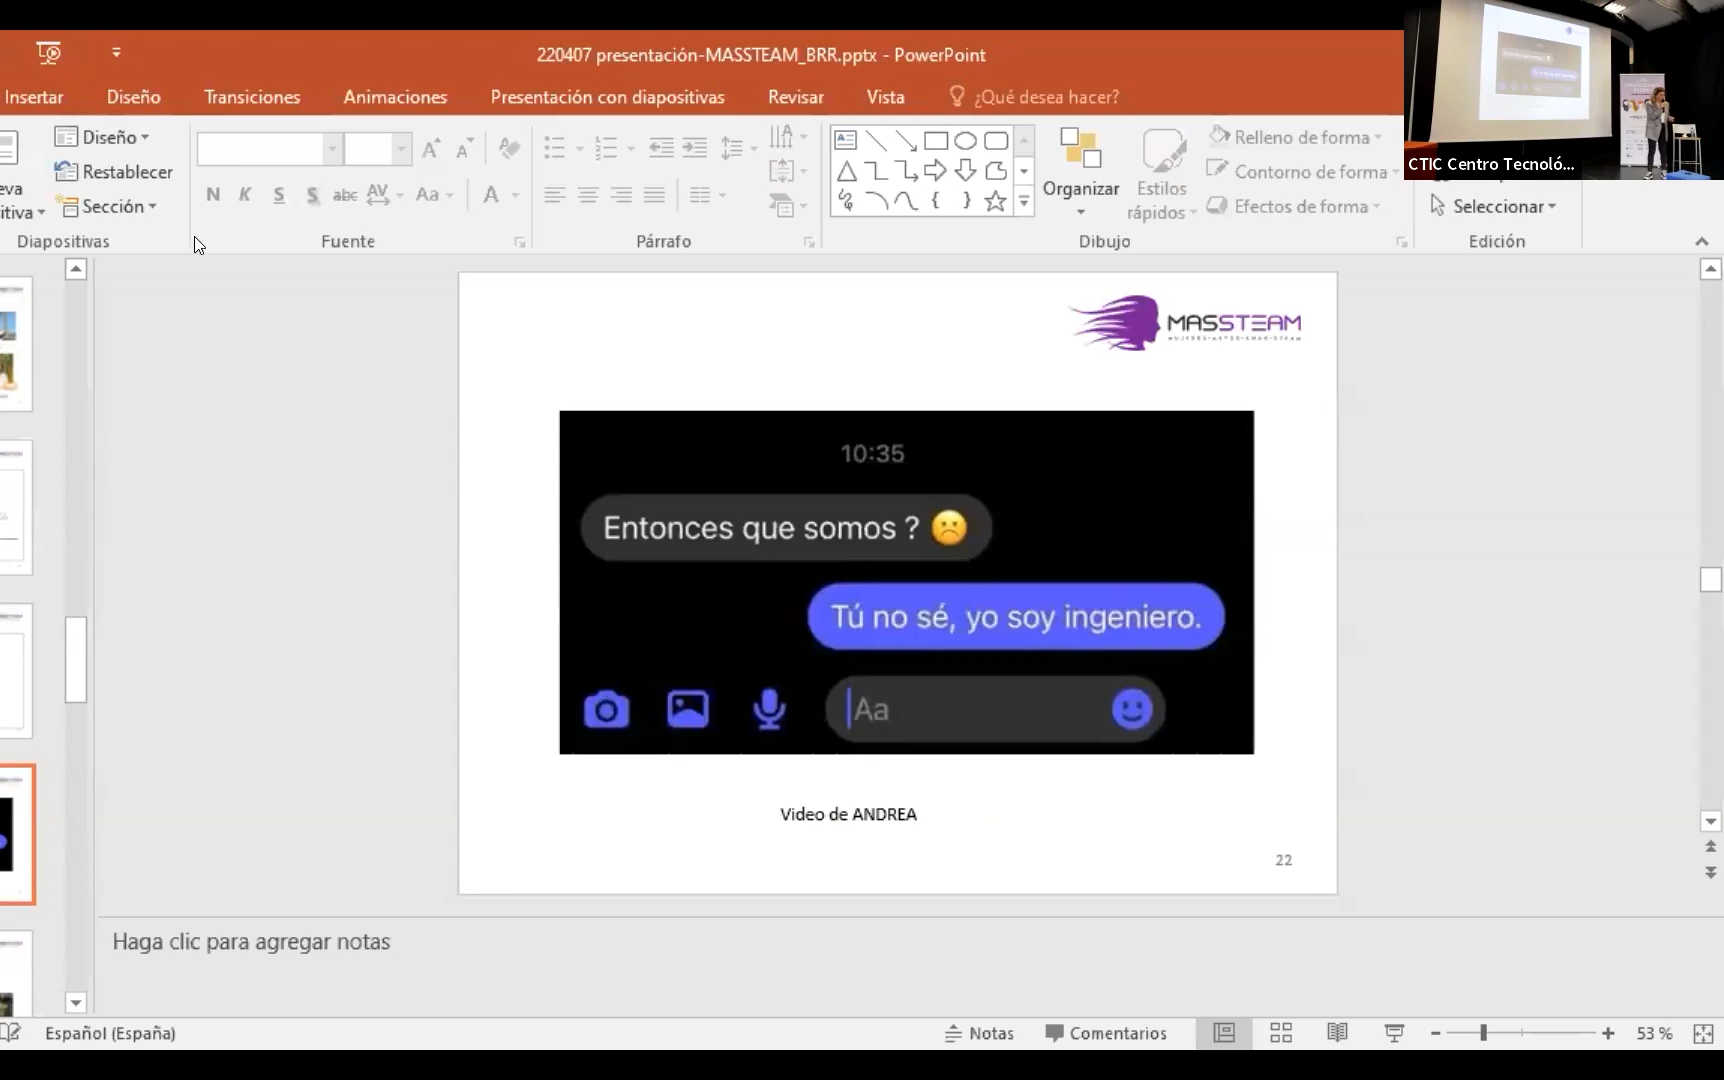 220407 presentación-MASSTEAM_BRR.pptx - PowerPoint
Insertar Diseño Transiciones Animaciones Presentación con diapositivas Revisar Vista ¿Qué desea hacer?
Diseño
Restablecer
Sección
Diapositivas
N K S S abc AV Aa A
Fuente
Párrafo
Organizar
Estilos
rápidos
Dibujo
Relleno de forma
Contorno de forma
Efectos de forma
Seleccionar
Edición
CTIC Centro Tecnoló...
MASSTEAM
10:35
Entonces que somos ? ☹️
Tú no sé, yo soy ingeniero.
Aa
Video de ANDREA
22
Haga clic para agregar notas
Español (España)
Notas Comentarios 53 %